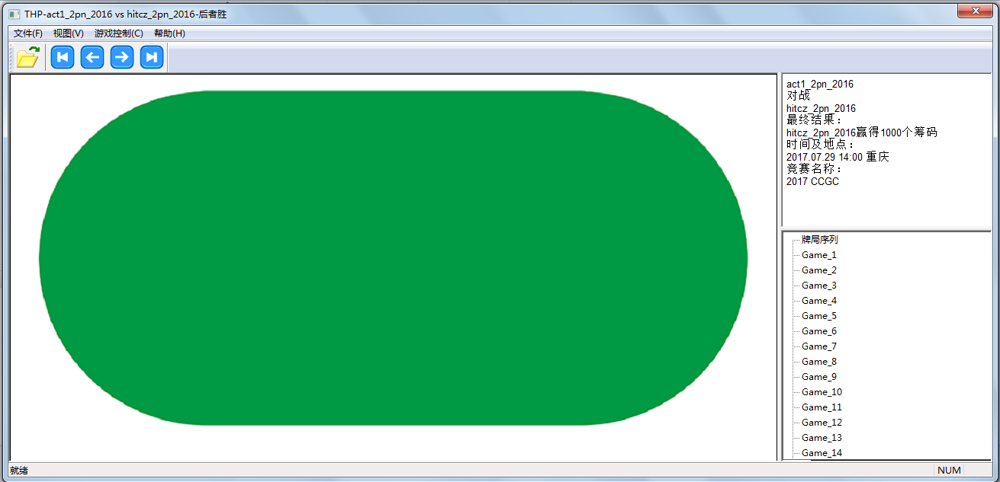 THP-act1_2pn_2016 vs hitcz_2pn_2016-后者胜
文件(F) 视图(V) 游戏控制(C) 帮助(H)
act1_2pn_2016
对战
hitcz_2pn_2016
最终结果：
hitcz_2pn_2016赢得1000个筹码
时间及地点：
2017.07.29 14:00 重庆
竞赛名称：
2017 CCGC
牌局序列
Game_1
Game_2
Game_3
Game_4
Game_5
Game_6
Game_7
Game_8
Game_9
Game_10
Game_11
Game_12
Game_13
Game_14
就绪
NUM